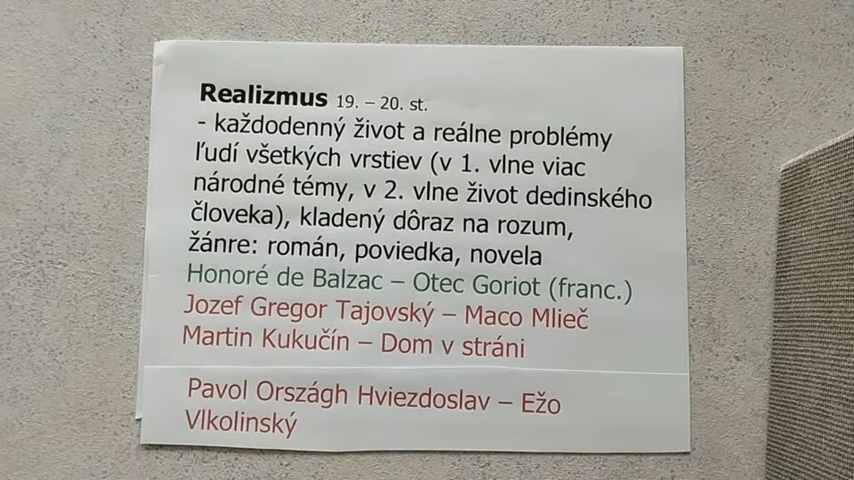 Realizmus 19. – 20. st.
- každodenný život a reálne problémy
ľudí všetkých vrstiev (v 1. vlne viac
národné témy, v 2. vlne život dedinského
človeka), kladený dôraz na rozum,
žánre: román, poviedka, novela
Honoré de Balzac – Otec Goriot (franc.)
Jozef Gregor Tajovský – Maco Mlieč
Martin Kukučín – Dom v stráni
Pavol Országh Hviezdoslav – Ežo
Vlkolinský